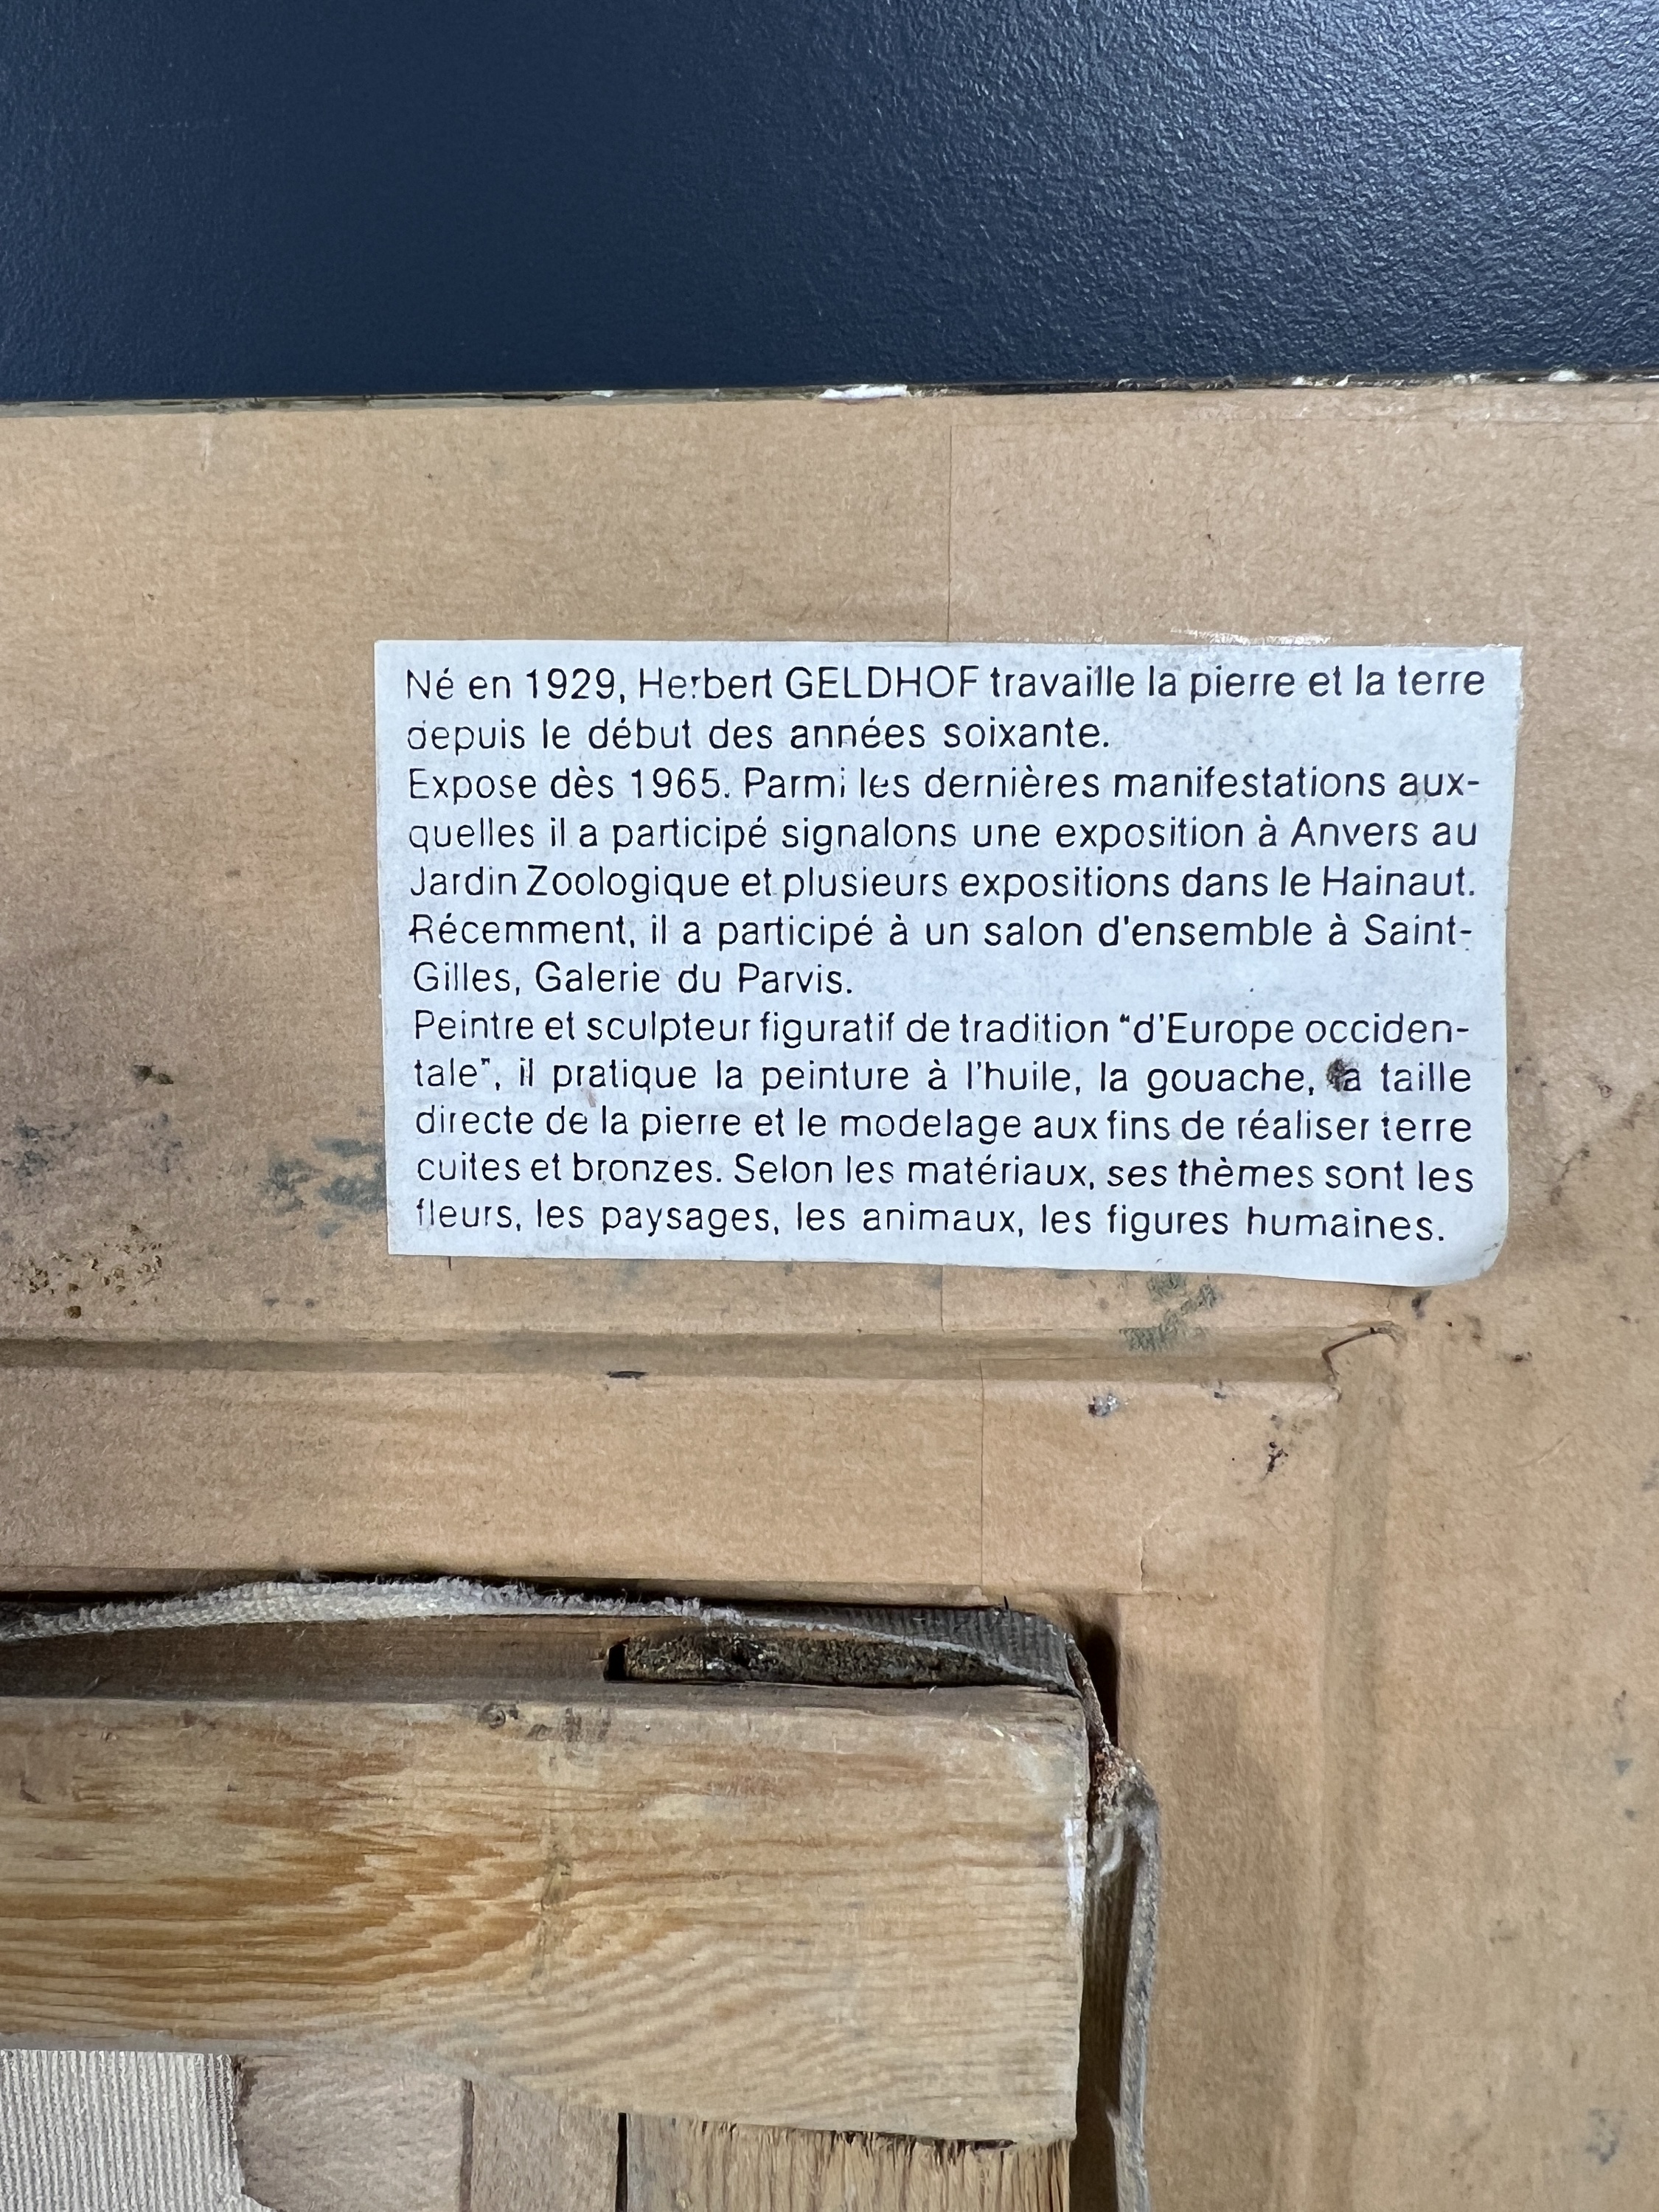 Né en 1929, Herbert GELDHOF travaille la pierre et la terre
depuis le début des années soixante.
Expose dès 1965. Parmi les dernières manifestations aux-
quelles il a participé signalons une exposition à Anvers au
Jardin Zoologique et plusieurs expositions dans le Hainaut.
Récemment, il a participé à un salon d'ensemble à Saint-
Gilles, Galerie du Parvis.
Peintre et sculpteur figuratif de tradition "d'Europe occiden-
tale", il pratique la peinture à l'huile, la gouache, la taille
directe de la pierre et le modelage aux fins de réaliser terre
cuites et bronzes. Selon les matériaux, ses thèmes sont les
fleurs, les paysages, les animaux, les figures humaines.